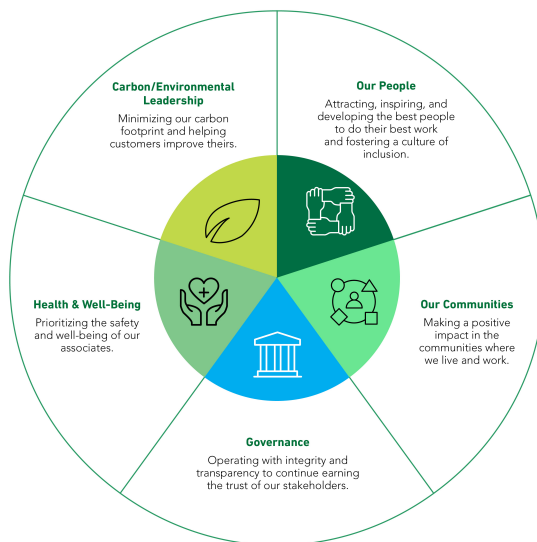 Carbon/Environmental
Leadership
Minimizing our carbon
footprint and helping
customers improve theirs.
Our People
Attracting, inspiring, and
developing the best people
to do their best work
and fostering a culture of
inclusion.
Health & Well-Being
Prioritizing the safety
and well-being of our
associates.
Our Communities
Making a positive
impact in the
communities where
we live and work.
Governance
Operating with integrity and
transparency to continue earning
the trust of our stakeholders.